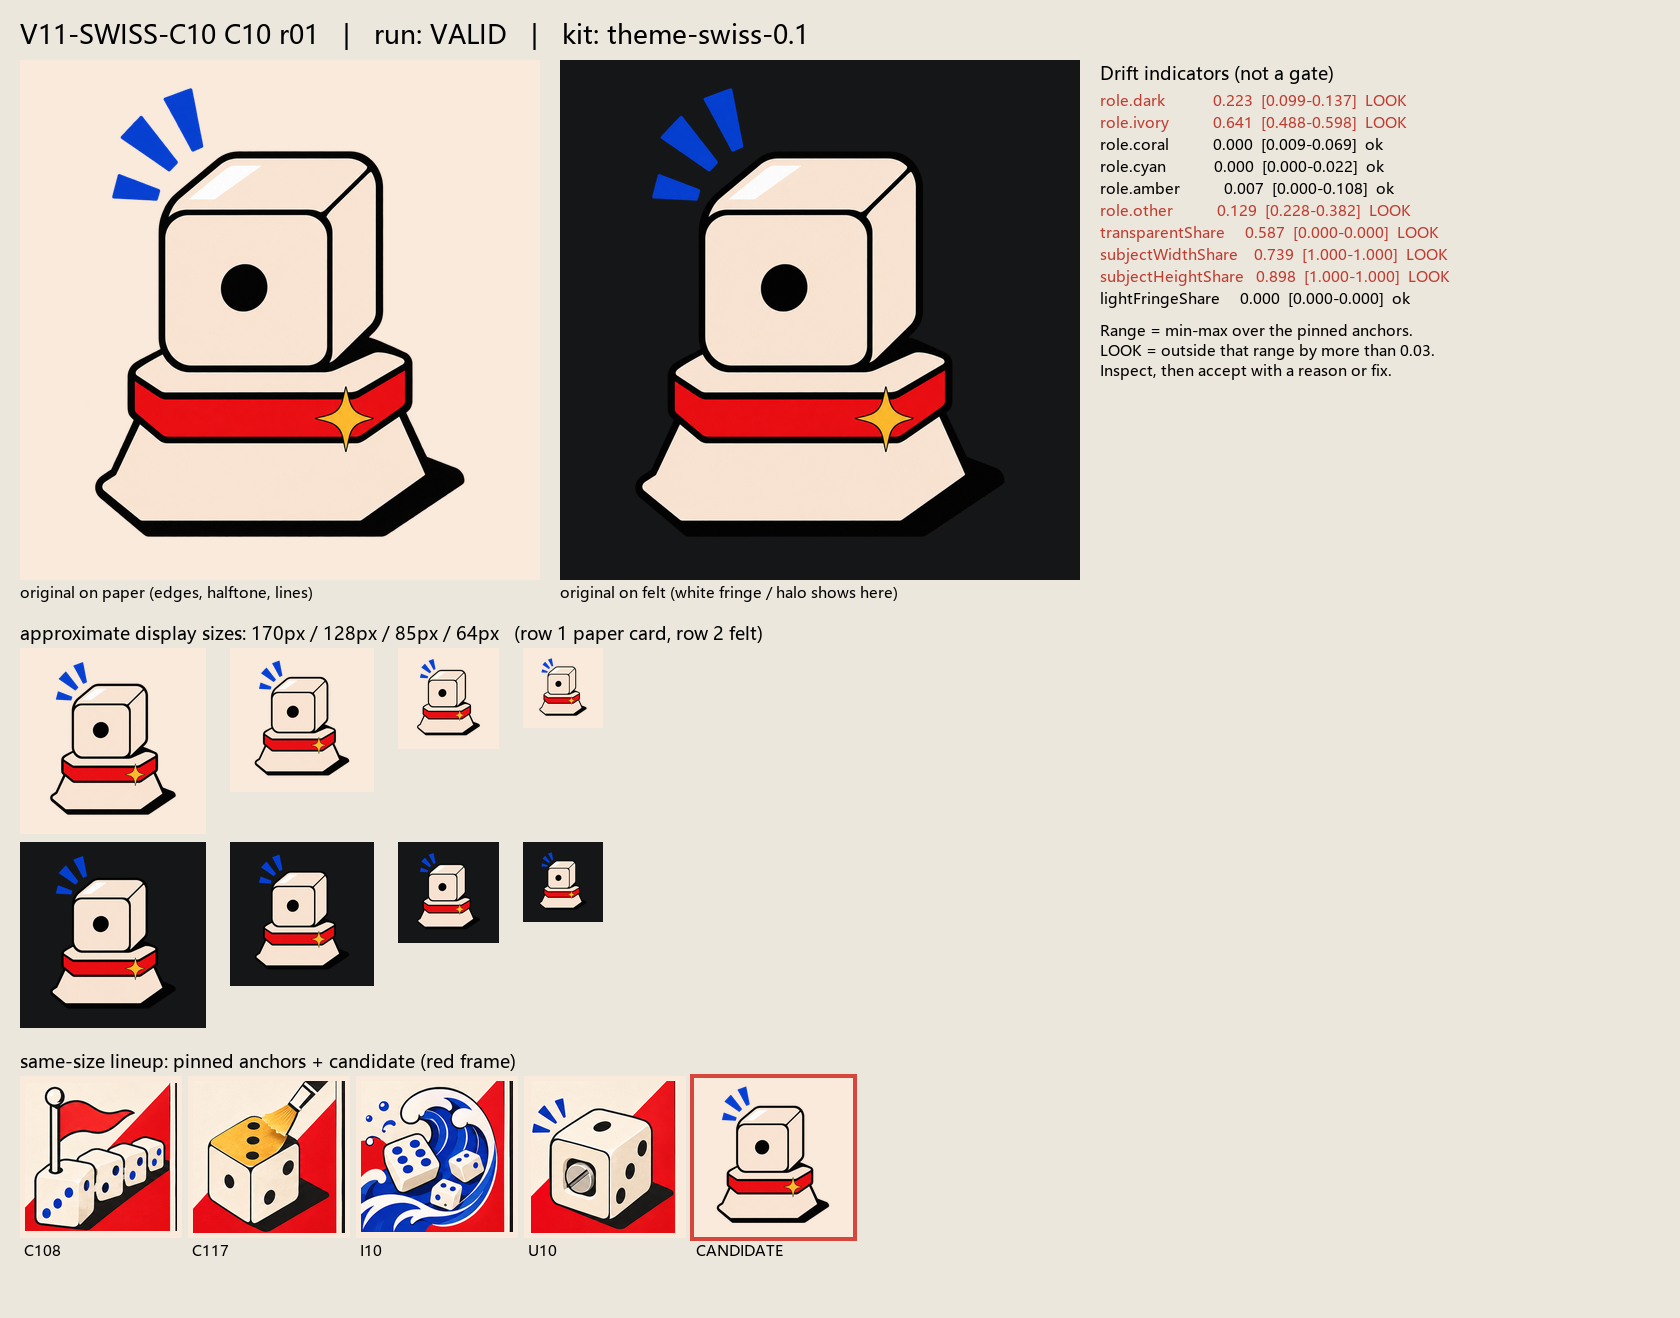 V11-SWISS-C10 C10 r01 | run: VALID | kit: theme-swiss-0.1
Drift indicators (not a gate)
role.dark 0.223 [0.099-0.137] LOOK
role.ivory 0.641 [0.488-0.598] LOOK
role.coral 0.000 [0.009-0.069] ok
role.cyan 0.000 [0.000-0.022] ok
role.amber 0.007 [0.000-0.108] ok
role.other 0.129 [0.228-0.382] LOOK
transparentShare 0.587 [0.000-0.000] LOOK
subjectWidthShare 0.739 [1.000-1.000] LOOK
subjectHeightShare 0.898 [1.000-1.000] LOOK
lightFringeShare 0.000 [0.000-0.000] ok
Range = min-max over the pinned anchors.
LOOK = outside that range by more than 0.03.
Inspect, then accept with a reason or fix.
original on paper (edges, halftone, lines)
original on felt (white fringe / halo shows here)
approximate display sizes: 170px / 128px / 85px / 64px (row 1 paper card, row 2 felt)
same-size lineup: pinned anchors + candidate (red frame)
C108
C117
I10
U10
CANDIDATE